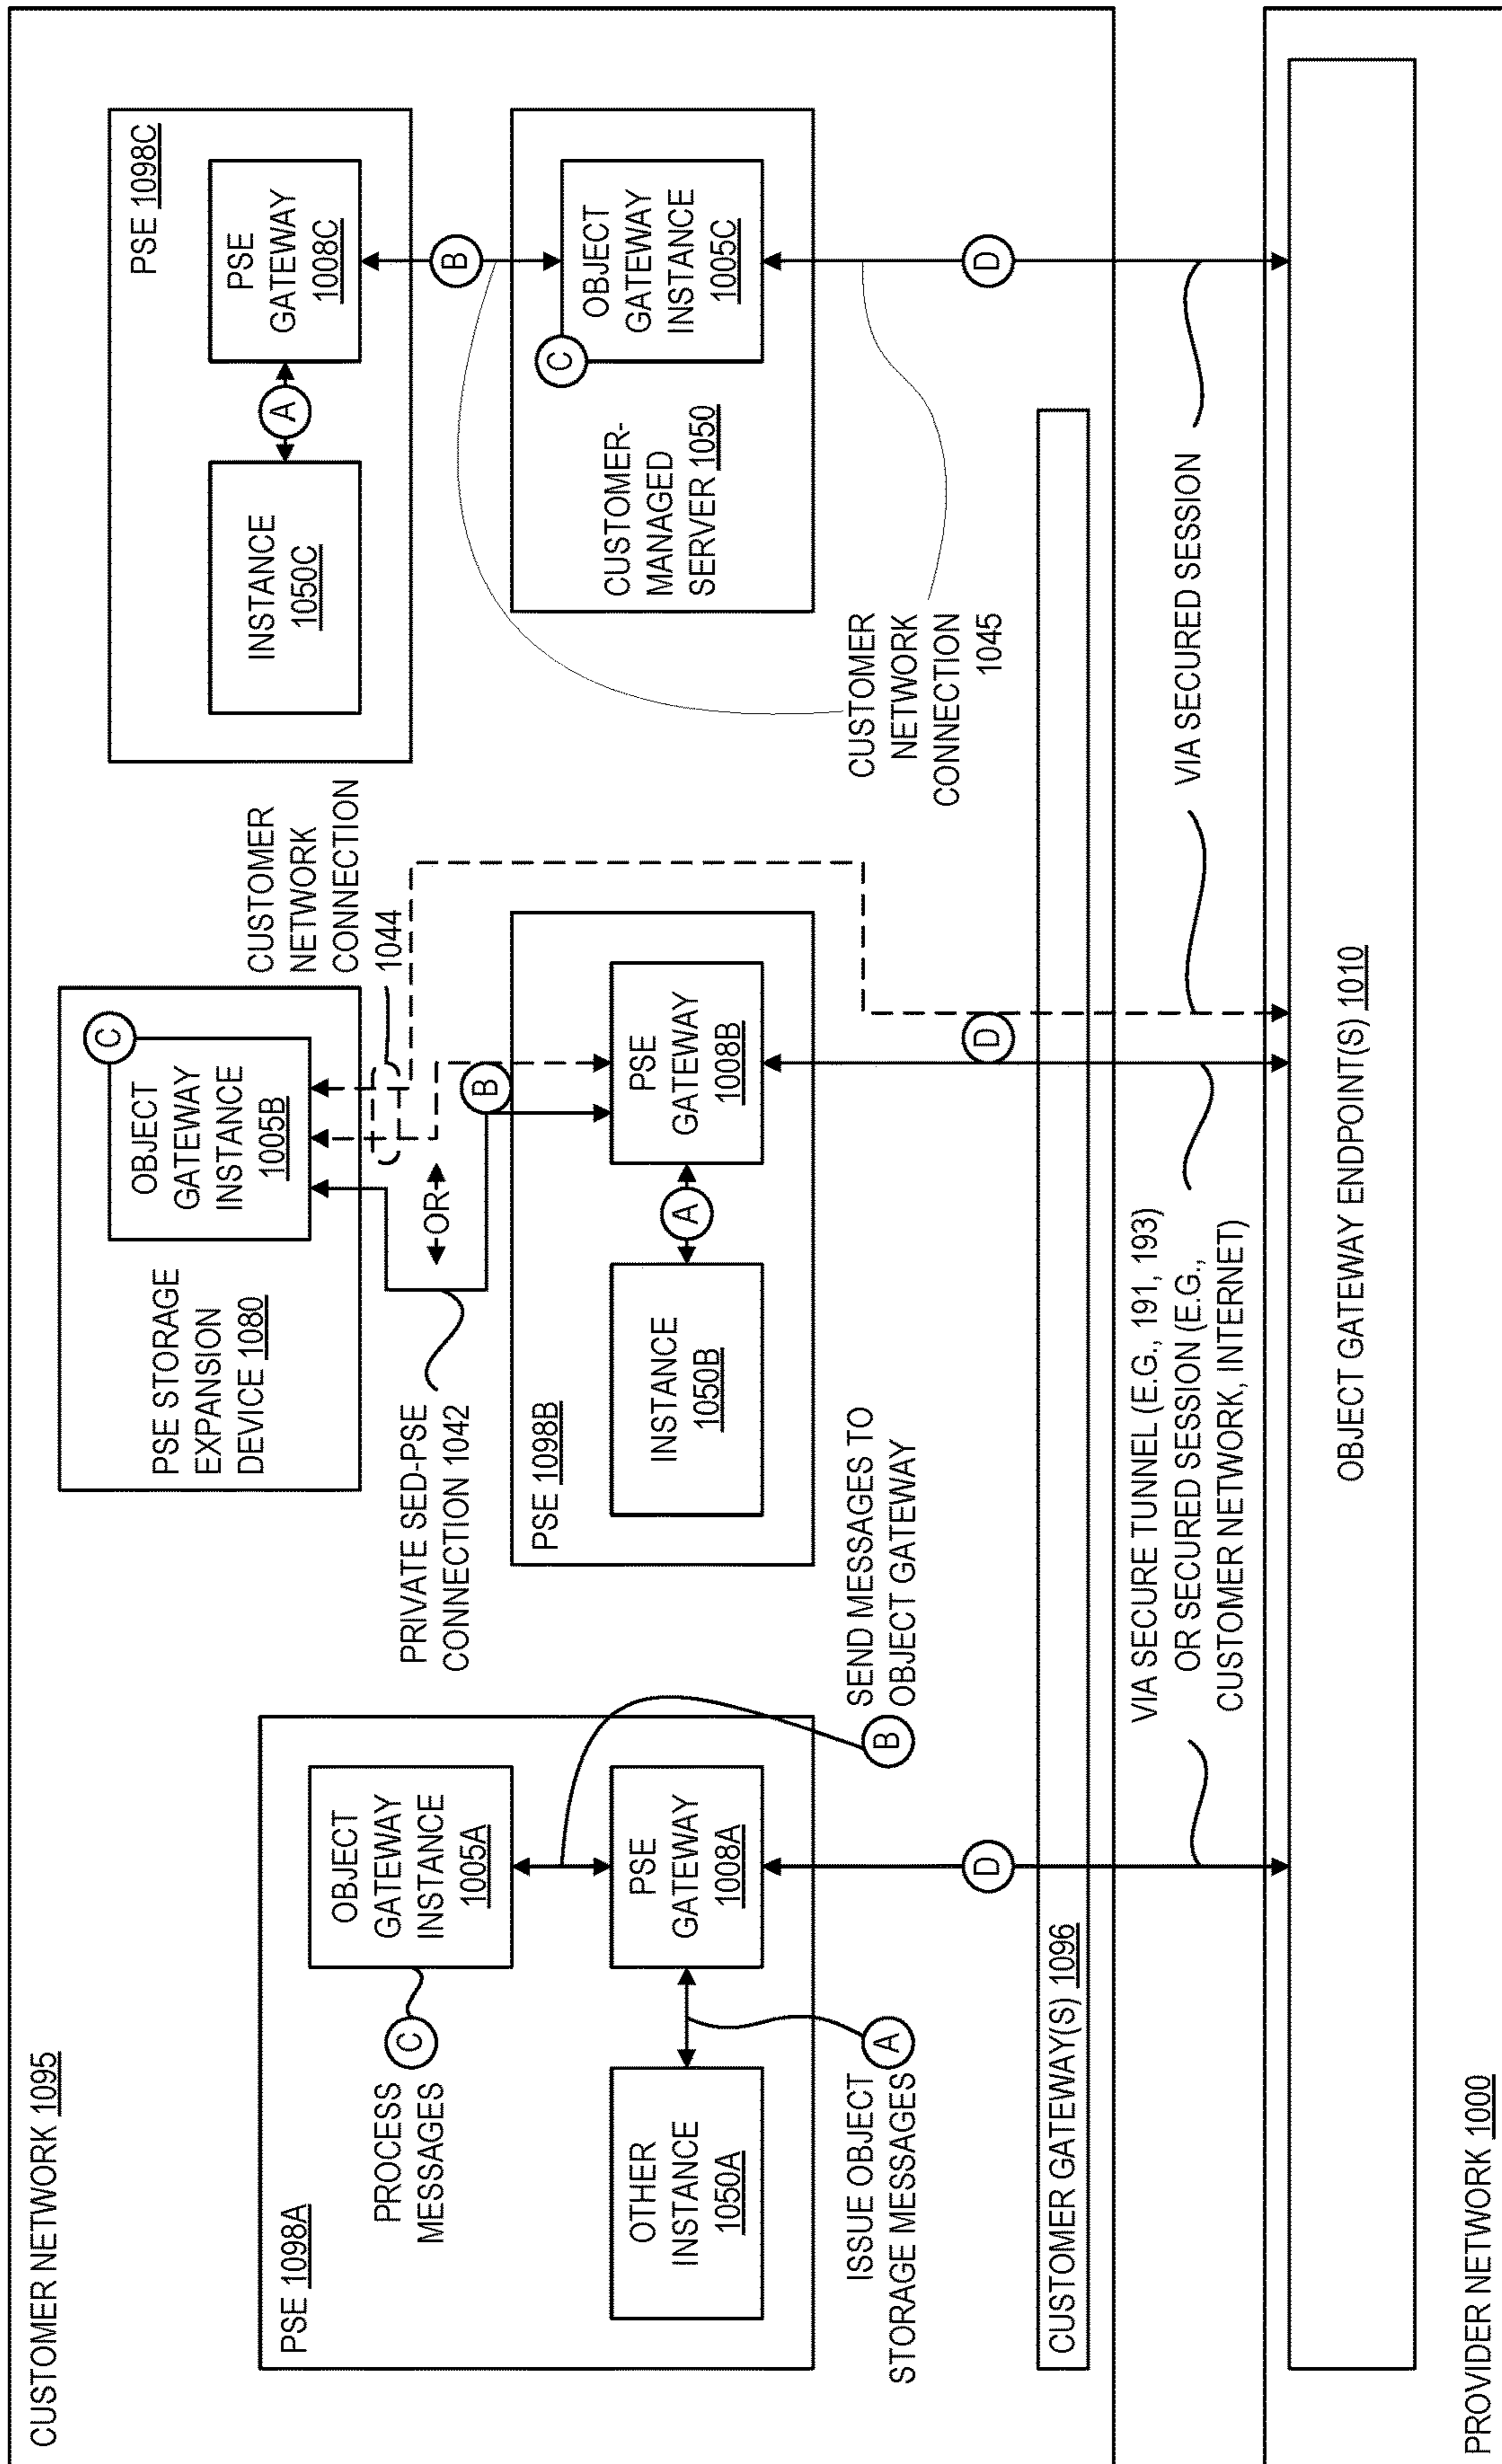 CUSTOMER NETWORK 1095
PSE 1098A
OBJECT
GATEWAY
INSTANCE
1005A
C
PROCESS
MESSAGES
OTHER
INSTANCE
1050A
PSE
GATEWAY
1008A
ISSUE OBJECT
STORAGE MESSAGES
A
B
SEND MESSAGES TO
OBJECT GATEWAY
D
C
OBJECT
GATEWAY
INSTANCE
1005B
PSE STORAGE
EXPANSION
DEVICE 1080
CUSTOMER
NETWORK
CONNECTION
1044
OR
PRIVATE SED-PSE
CONNECTION 1042
B
PSE 1098B
INSTANCE
1050B
A
PSE
GATEWAY
1008B
D
PSE 1098C
INSTANCE
1050C
A
PSE
GATEWAY
1008C
B
C
OBJECT
GATEWAY
INSTANCE
1005C
CUSTOMER-
MANAGED
SERVER 1050
CUSTOMER
NETWORK
CONNECTION
1045
D
CUSTOMER GATEWAY(S) 1096
VIA SECURE TUNNEL (E.G., 191, 193)
OR SECURED SESSION (E.G.,
CUSTOMER NETWORK, INTERNET)
VIA SECURED SESSION
OBJECT GATEWAY ENDPOINT(S) 1010
PROVIDER NETWORK 1000